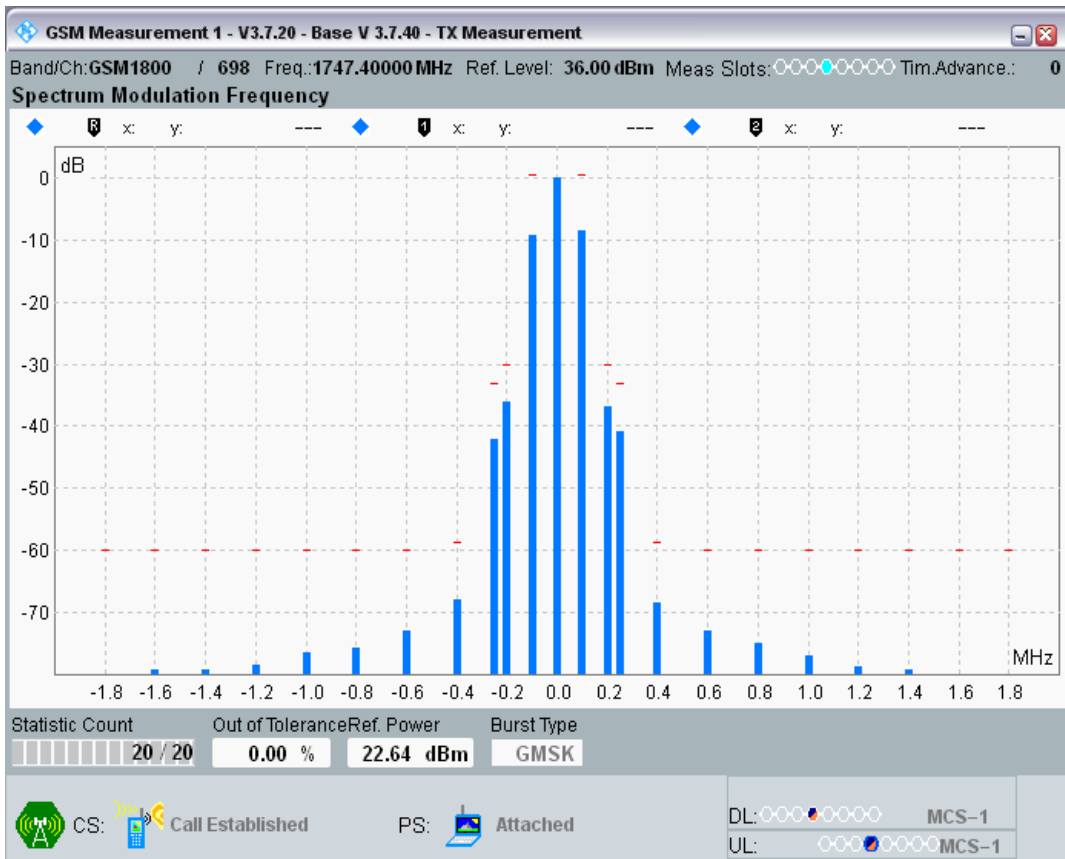 GSM Measurement 1 - V3.7.20 - Base V 3.7.40 - TX Measurement
Band/Ch:GSM1800 / 698 Freq.:1747.40000 MHz Ref. Level: 36.00 dBm Meas Slots: Tim.Advance.: 0
Spectrum Modulation Frequency
R x: y: --- 1 x: y: --- 2 x: y: ---
dB
0
-10
-20
-30
-40
-50
-60
-70
MHz
-1.8 -1.6 -1.4 -1.2 -1.0 -0.8 -0.6 -0.4 -0.2 0.0 0.2 0.4 0.6 0.8 1.0 1.2 1.4 1.6 1.8
Statistic Count Out of Tolerance Ref. Power Burst Type
20 / 20 0.00 % 22.64 dBm GMSK
CS: Call Established PS: Attached
DL: MCS-1
UL: MCS-1